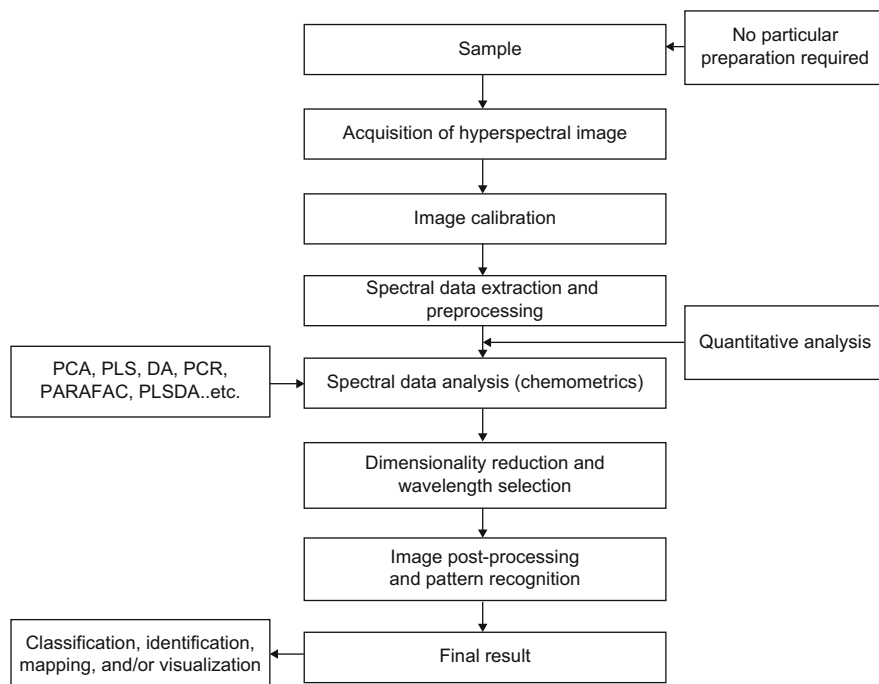 Sample
No particular
preparation required
Acquisition of hyperspectral image
Image calibration
Spectral data extraction and
preprocessing
Quantitative analysis
PCA, PLS, DA, PCR,
PARAFAC, PLSDA..etc.
Spectral data analysis (chemometrics)
Dimensionality reduction and
wavelength selection
Image post-processing
and pattern recognition
Classification, identification,
mapping, and/or visualization
Final result